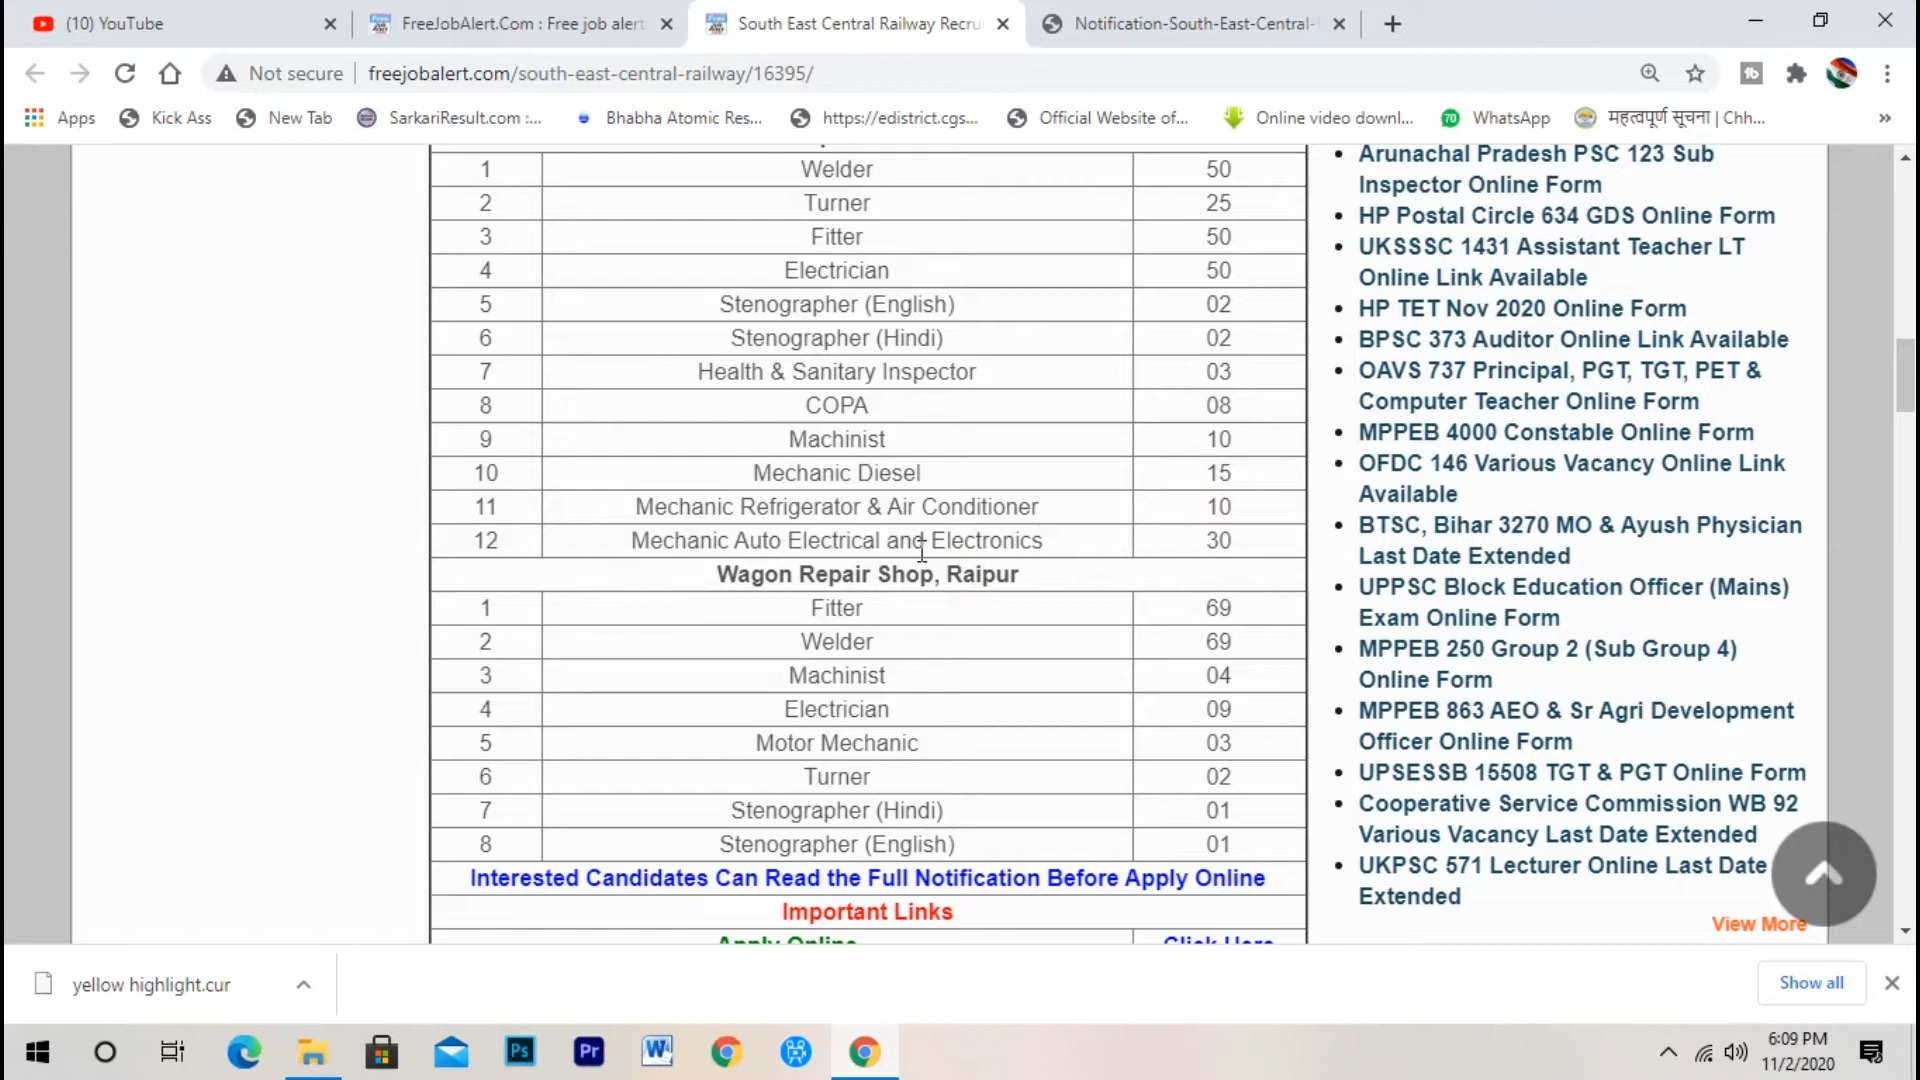 (10) YouTube
FreeJobAlert.Com : Free job alert
South East Central Railway Recru
Notification-South-East-Central-
Not secure
freejobalert.com/south-east-central-railway/16395/
Apps
Kick Ass
New Tab
SarkariResult.com :...
Bhabha Atomic Res...
https://edistrict.cgs...
Official Website of...
Online video downl...
70
WhatsApp
महत्वपूर्ण सूचना | Chh...
»
1 Welder 50
2 Turner 25
3 Fitter 50
4 Electrician 50
5 Stenographer (English) 02
6 Stenographer (Hindi) 02
7 Health & Sanitary Inspector 03
8 COPA 08
9 Machinist 10
10 Mechanic Diesel 15
11 Mechanic Refrigerator & Air Conditioner 10
12 Mechanic Auto Electrical and Electronics 30
Wagon Repair Shop, Raipur
1 Fitter 69
2 Welder 69
3 Machinist 04
4 Electrician 09
5 Motor Mechanic 03
6 Turner 02
7 Stenographer (Hindi) 01
8 Stenographer (English) 01
Interested Candidates Can Read the Full Notification Before Apply Online
Important Links
Apply Online Click Here
Arunachal Pradesh PSC 123 Sub
Inspector Online Form
HP Postal Circle 634 GDS Online Form
UKSSSC 1431 Assistant Teacher LT
Online Link Available
HP TET Nov 2020 Online Form
BPSC 373 Auditor Online Link Available
OAVS 737 Principal, PGT, TGT, PET &
Computer Teacher Online Form
MPPEB 4000 Constable Online Form
OFDC 146 Various Vacancy Online Link
Available
BTSC, Bihar 3270 MO & Ayush Physician
Last Date Extended
UPPSC Block Education Officer (Mains)
Exam Online Form
MPPEB 250 Group 2 (Sub Group 4)
Online Form
MPPEB 863 AEO & Sr Agri Development
Officer Online Form
UPSESSB 15508 TGT & PGT Online Form
Cooperative Service Commission WB 92
Various Vacancy Last Date Extended
UKPSC 571 Lecturer Online Last Date
Extended
View More
yellow highlight.cur
Show all
Ps
Pr
W
6:09 PM
11/2/2020